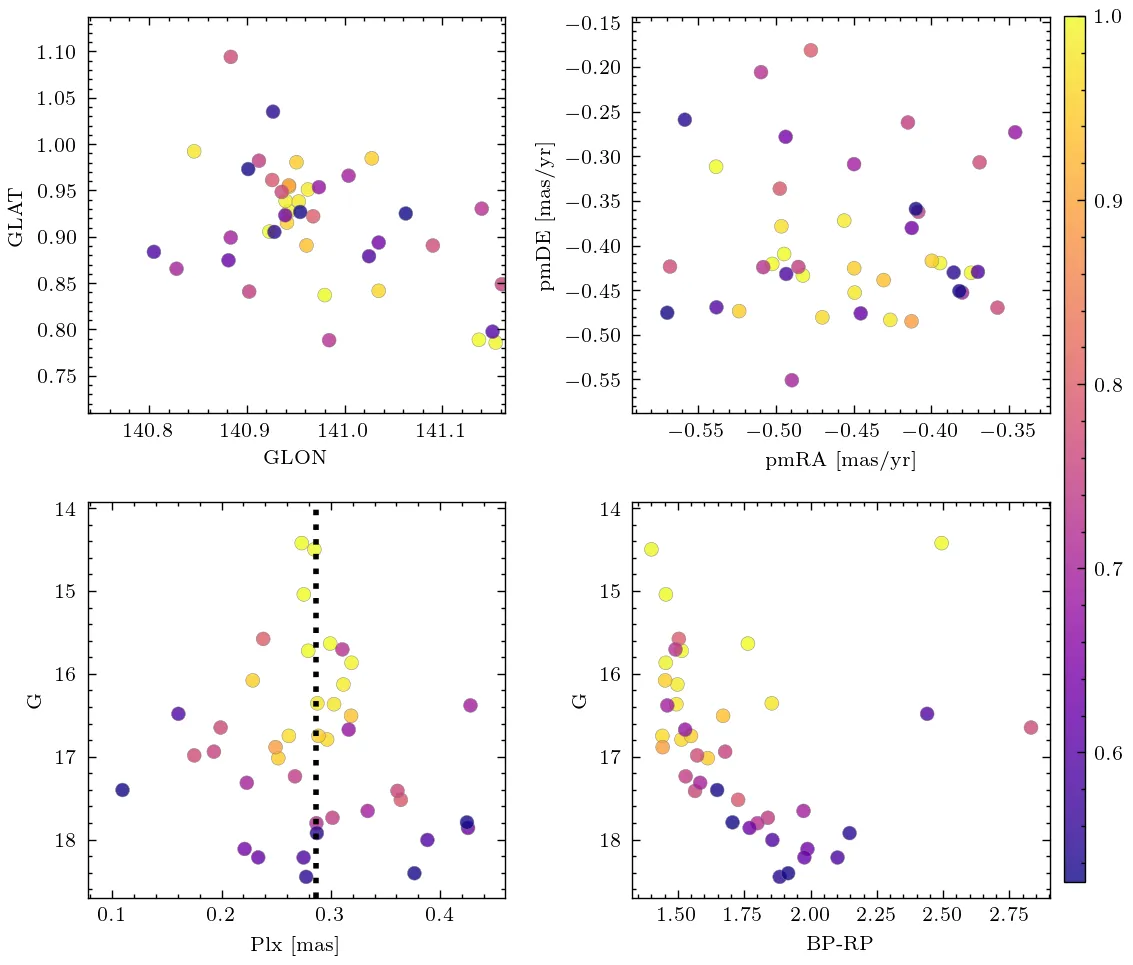 1.10
1.05
1.00
0.95
0.90
0.85
0.80
0.75
GLAT
140.8 140.9 141.0 141.1
GLON
−0.15
−0.20
−0.25
−0.30
−0.35
−0.40
−0.45
−0.50
−0.55
pmDE [mas/yr]
−0.55 −0.50 −0.45 −0.40 −0.35
pmRA [mas/yr]
14
15
16
17
18
G
0.1 0.2 0.3 0.4
Plx [mas]
14
15
16
17
18
G
1.50 1.75 2.00 2.25 2.50 2.75
BP-RP
1.0
0.9
0.8
0.7
0.6